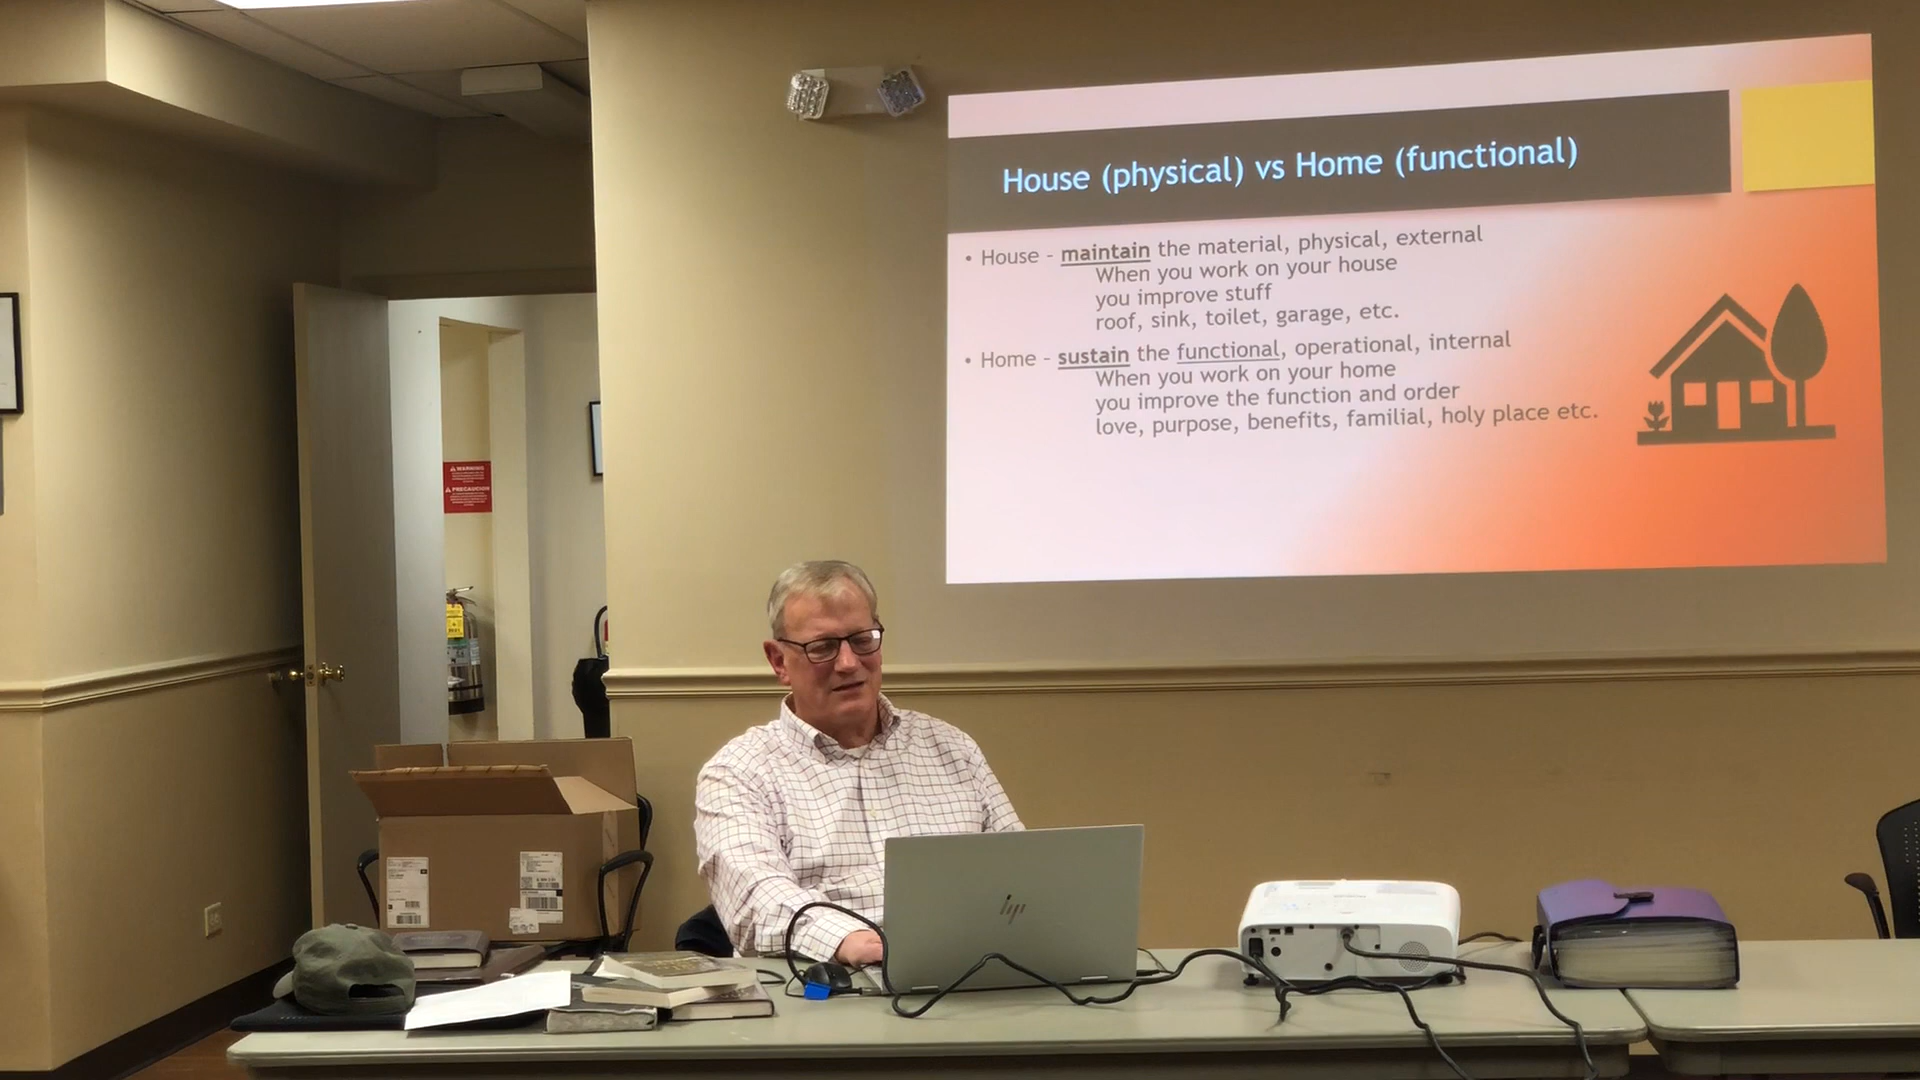 House (physical) vs Home (functional)
• House - maintain the material, physical, external
When you work on your house
you improve stuff
roof, sink, toilet, garage, etc.
• Home - sustain the functional, operational, internal
When you work on your home
you improve the function and order
love, purpose, benefits, familial, holy place etc.
WARNING
PRECAUCION
hp